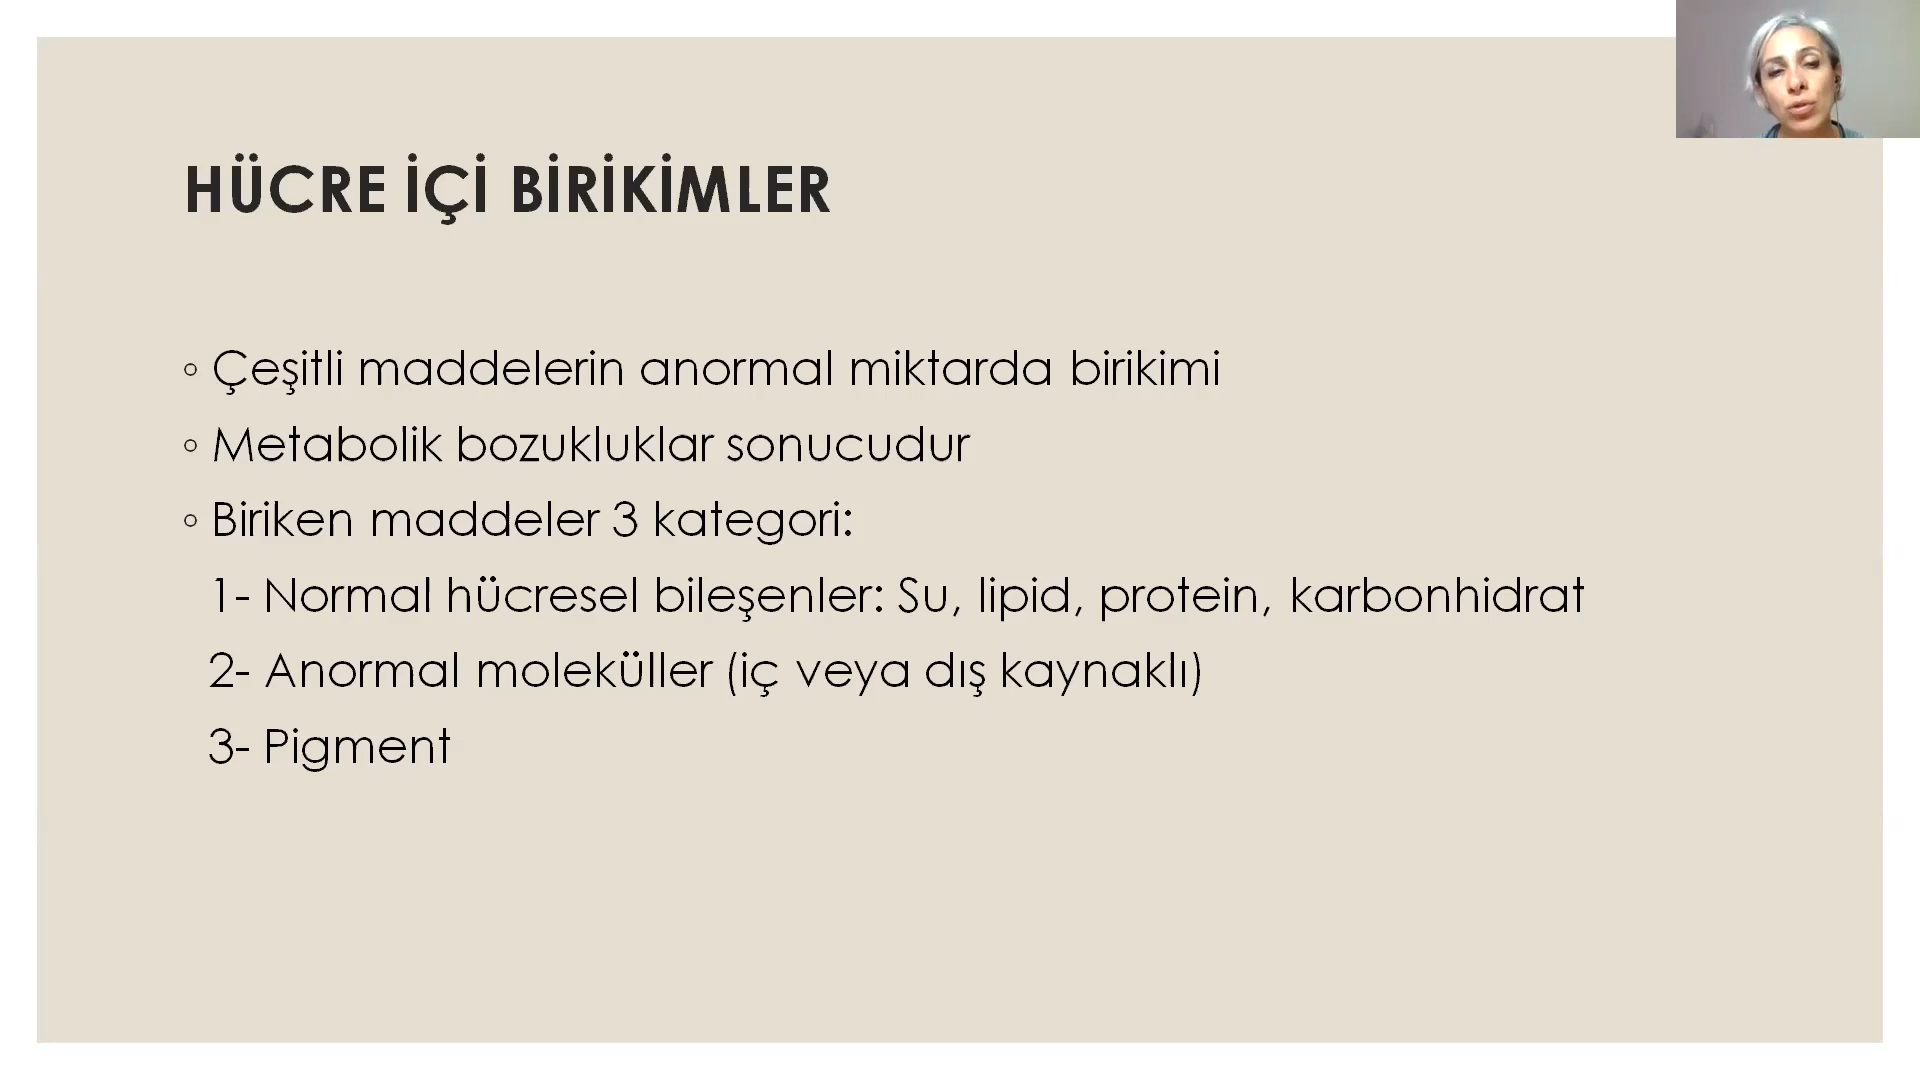 HÜCRE İÇİ BİRİKİMLER
◦ Çeşitli maddelerin anormal miktarda birikimi
◦ Metabolik bozukluklar sonucudur
◦ Biriken maddeler 3 kategori:
1- Normal hücresel bileşenler: Su, lipid, protein, karbonhidrat
2- Anormal moleküller (iç veya dış kaynaklı)
3- Pigment